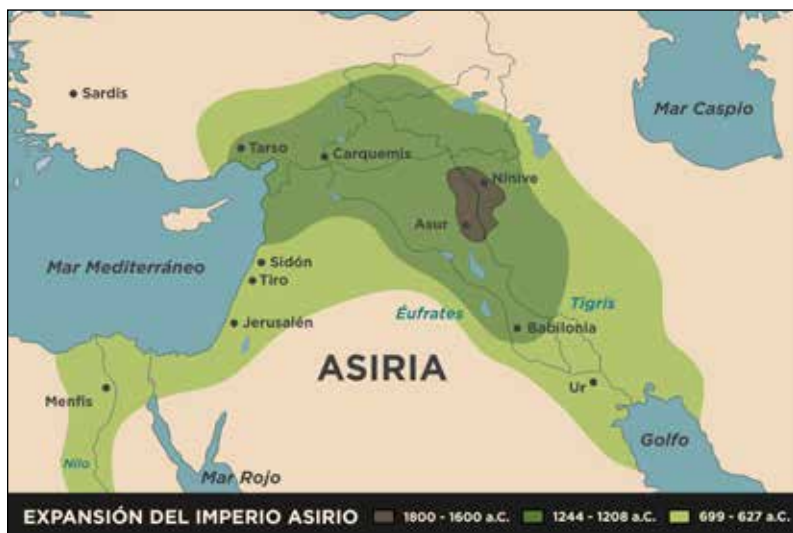 Sardis
Mar Caspio
Tarso
Carquemis
Nínive
Asur
Mar Mediterráneo
Sidón
Tiro
Éufrates
Tigris
Jerusalén
Babilonia
ASIRIA
Ur
Menfis
Golfo
Nilo
Mar Rojo
EXPANSIÓN DEL IMPERIO ASIRIO 1800 - 1600 a.C. 1244 - 1208 a.C. 699 - 627 a.C.